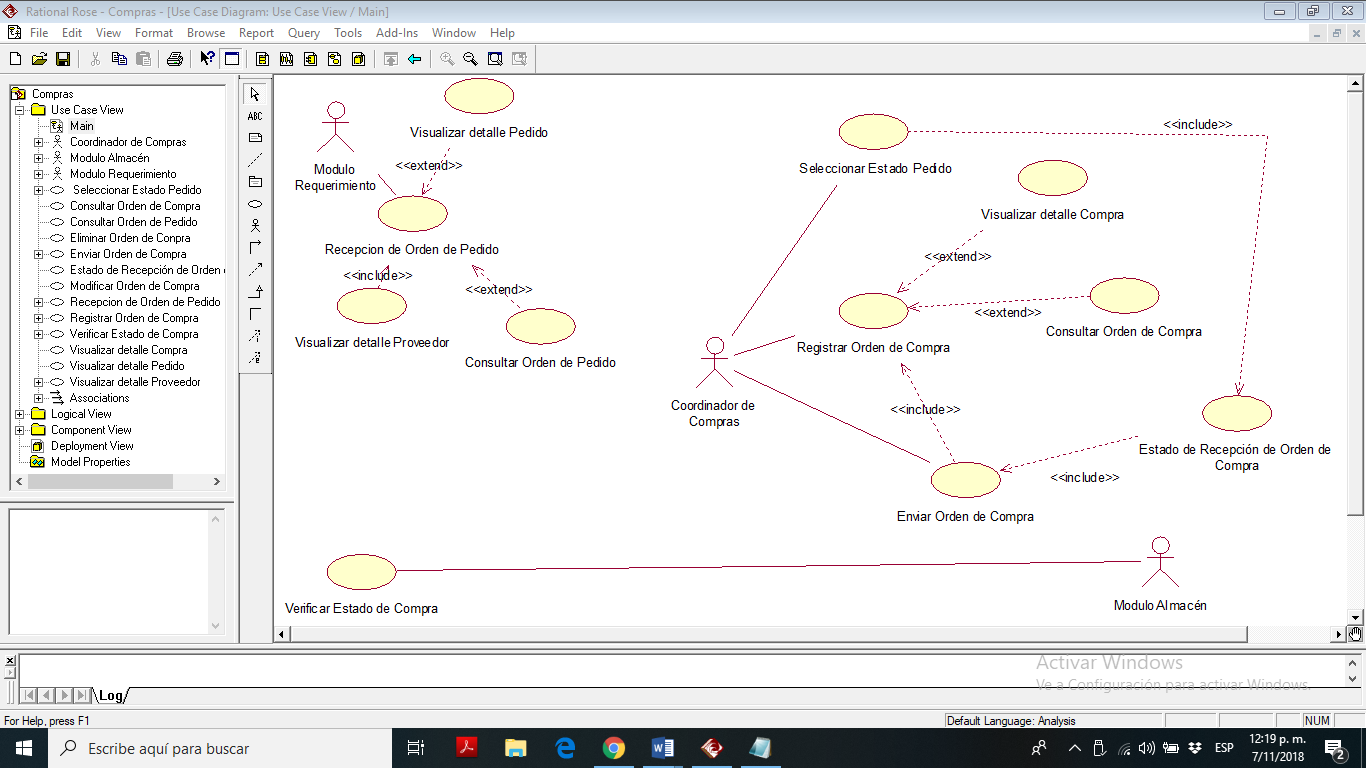 Rational Rose - Compras - [Use Case Diagram: Use Case View / Main]
File Edit View Format Browse Report Query Tools Add-Ins Window Help
Compras
Use Case View
Main
Coordinador de Compras
Modulo Almacén
Modulo Requerimiento
Seleccionar Estado Pedido
Consultar Orden de Compra
Consultar Orden de Pedido
Eliminar Orden de Conpra
Enviar Orden de Compra
Estado de Recepción de Orden
Modificar Orden de Compra
Recepcion de Orden de Pedido
Registrar Orden de Compra
Verificar Estado de Compra
Visualizar detalle Compra
Visualizar detalle Pedido
Visualizar detalle Proveedor
Associations
Logical View
Component View
Deployment View
Model Properties
ABC
Visualizar detalle Pedido
<<extend>>
Modulo
Requerimiento
Recepcion de Orden de Pedido
<<include>>
<<extend>>
Visualizar detalle Proveedor
Consultar Orden de Pedido
Seleccionar Estado Pedido
<<include>>
Visualizar detalle Compra
<<extend>>
<<extend>>
Consultar Orden de Compra
Registrar Orden de Compra
Coordinador de
Compras
<<include>>
Estado de Recepción de Orden de
Compra
<<include>>
Enviar Orden de Compra
Verificar Estado de Compra
Modulo Almacén
Activar Windows
Ve a Configuración para activar Windows.
Log
For Help, press F1
Default Language: Analysis
NUM
Escribe aquí para buscar
ESP
12:19 p. m.
7/11/2018
2